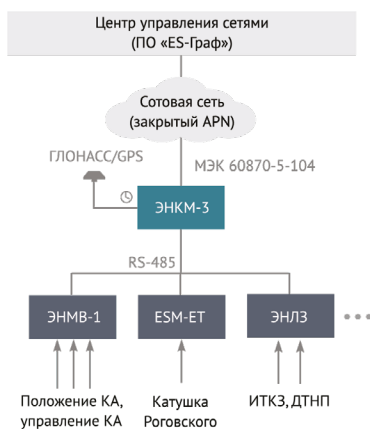 Центр управления сетями
(ПО «ES-Граф»)
Сотовая сеть
(закрытый APN)
ГЛОНАСС/GPS
МЭК 60870-5-104
ЭНКМ-3
RS-485
ЭНМВ-1
ESM-ET
ЭНЛЗ
Положение КА,
управление КА
Катушка
Роговского
ИТКЗ, ДТНП